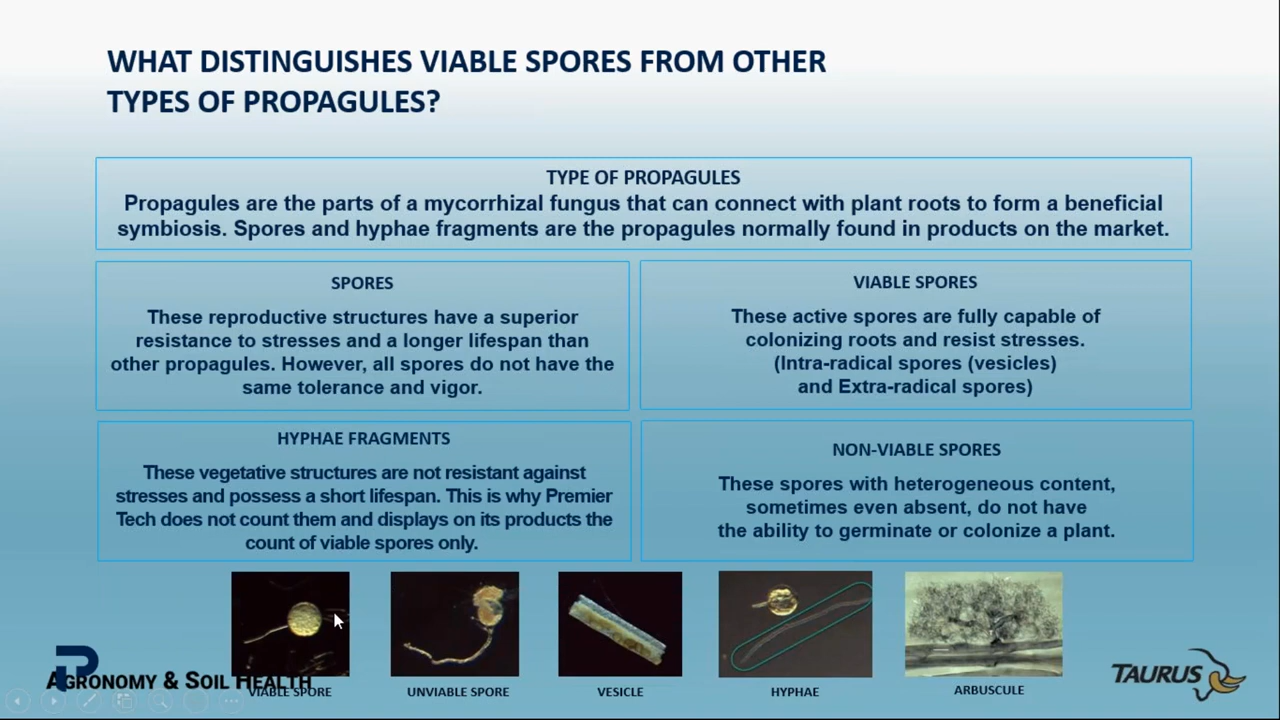 WHAT DISTINGUISHES VIABLE SPORES FROM OTHER
TYPES OF PROPAGULES?
TYPE OF PROPAGULES
Propagules are the parts of a mycorrhizal fungus that can connect with plant roots to form a beneficial
symbiosis. Spores and hyphae fragments are the propagules normally found in products on the market.
SPORES
These reproductive structures have a superior
resistance to stresses and a longer lifespan than
other propagules. However, all spores do not have the
same tolerance and vigor.
VIABLE SPORES
These active spores are fully capable of
colonizing roots and resist stresses.
(Intra-radical spores (vesicles)
and Extra-radical spores)
HYPHAE FRAGMENTS
These vegetative structures are not resistant against
stresses and possess a short lifespan. This is why Premier
Tech does not count them and displays on its products the
count of viable spores only.
NON-VIABLE SPORES
These spores with heterogeneous content,
sometimes even absent, do not have
the ability to germinate or colonize a plant.
AGRONOMY & SOIL HEALTH
VIABLE SPORE
UNVIABLE SPORE
VESICLE
HYPHAE
ARBUSCULE
TAURUS